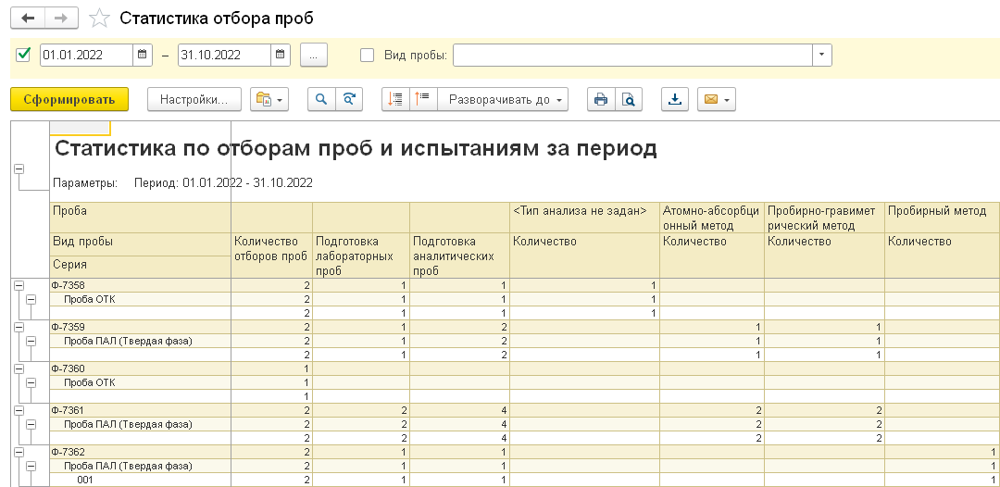 Статистика отбора проб
01.01.2022 – 31.10.2022 ... Вид пробы:
Сформировать Настройки... Разворачивать до
Статистика по отборам проб и испытаниям за период
Параметры: Период: 01.01.2022 - 31.10.2022
Проба <Тип анализа не задан> Атомно-абсорбци Пробирно-гравимет Пробирный метод
онный метод рический метод
Вид пробы Количество Подготовка Подготовка Количество Количество Количество Количество
отборов проб лабораторных аналитических
Серия проб проб
Ф-7358 2 1 1 1
Проба ОТК 2 1 1 1
2 1 1 1
Ф-7359 2 1 2 1 1
Проба ПАЛ (Твердая фаза) 2 1 2 1 1
2 1 2 1 1
Ф-7360 1
Проба ОТК 1
1
Ф-7361 2 2 4 2 2
Проба ПАЛ (Твердая фаза) 2 2 4 2 2
2 2 4 2 2
Ф-7362 2 1 1 1
Проба ПАЛ (Твердая фаза) 2 1 1 1
001 2 1 1 1